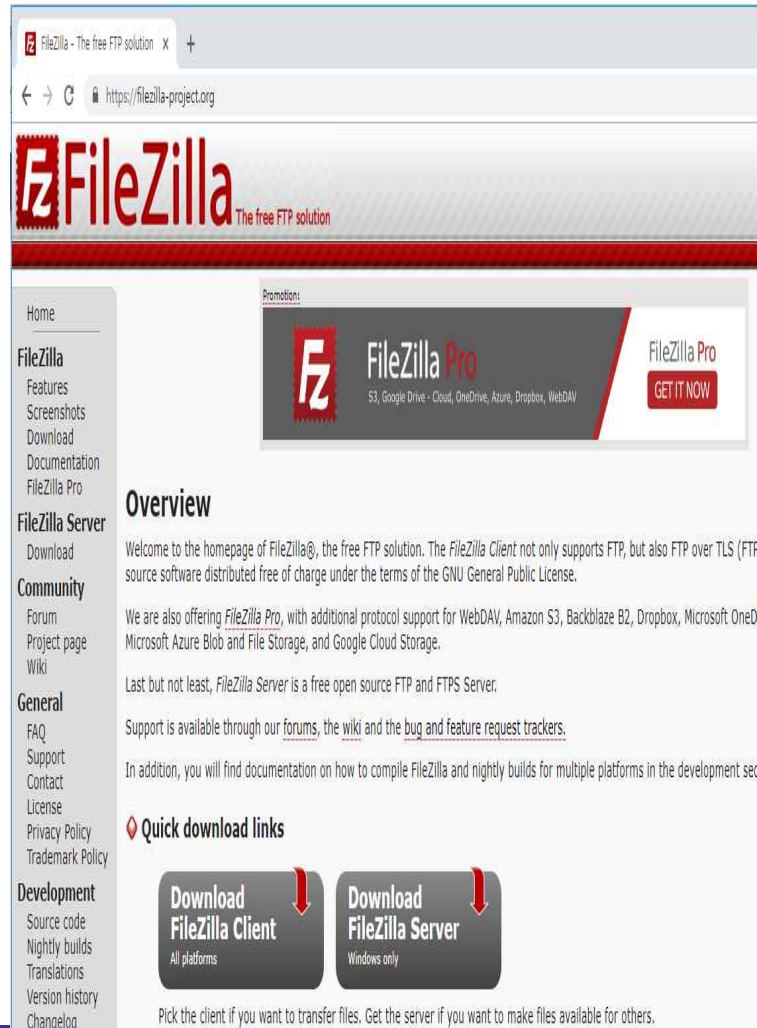 FileZilla - The free FTP solution
https://filezilla-project.org
Fz FileZilla The free FTP solution
Home
FileZilla
Features
Screenshots
Download
Documentation
FileZilla Pro
FileZilla Server
Download
Community
Forum
Project page
Wiki
General
FAQ
Support
Contact
License
Privacy Policy
Trademark Policy
Development
Source code
Nightly builds
Translations
Version history
Changelog
Promotion:
Fz
FileZilla Pro
S3, Google Drive - Cloud, OneDrive, Azure, Dropbox, WebDAV
FileZilla Pro
GET IT NOW
Overview
Welcome to the homepage of FileZilla®, the free FTP solution. The FileZilla Client not only supports FTP, but also FTP over TLS (FTP
source software distributed free of charge under the terms of the GNU General Public License.
We are also offering FileZilla Pro, with additional protocol support for WebDAV, Amazon S3, Backblaze B2, Dropbox, Microsoft OneD
Microsoft Azure Blob and File Storage, and Google Cloud Storage.
Last but not least, FileZilla Server is a free open source FTP and FTPS Server.
Support is available through our forums, the wiki and the bug and feature request trackers.
In addition, you will find documentation on how to compile FileZilla and nightly builds for multiple platforms in the development sec
Quick download links
Download
FileZilla Client
All platforms
Download
FileZilla Server
Windows only
Pick the client if you want to transfer files. Get the server if you want to make files available for others.